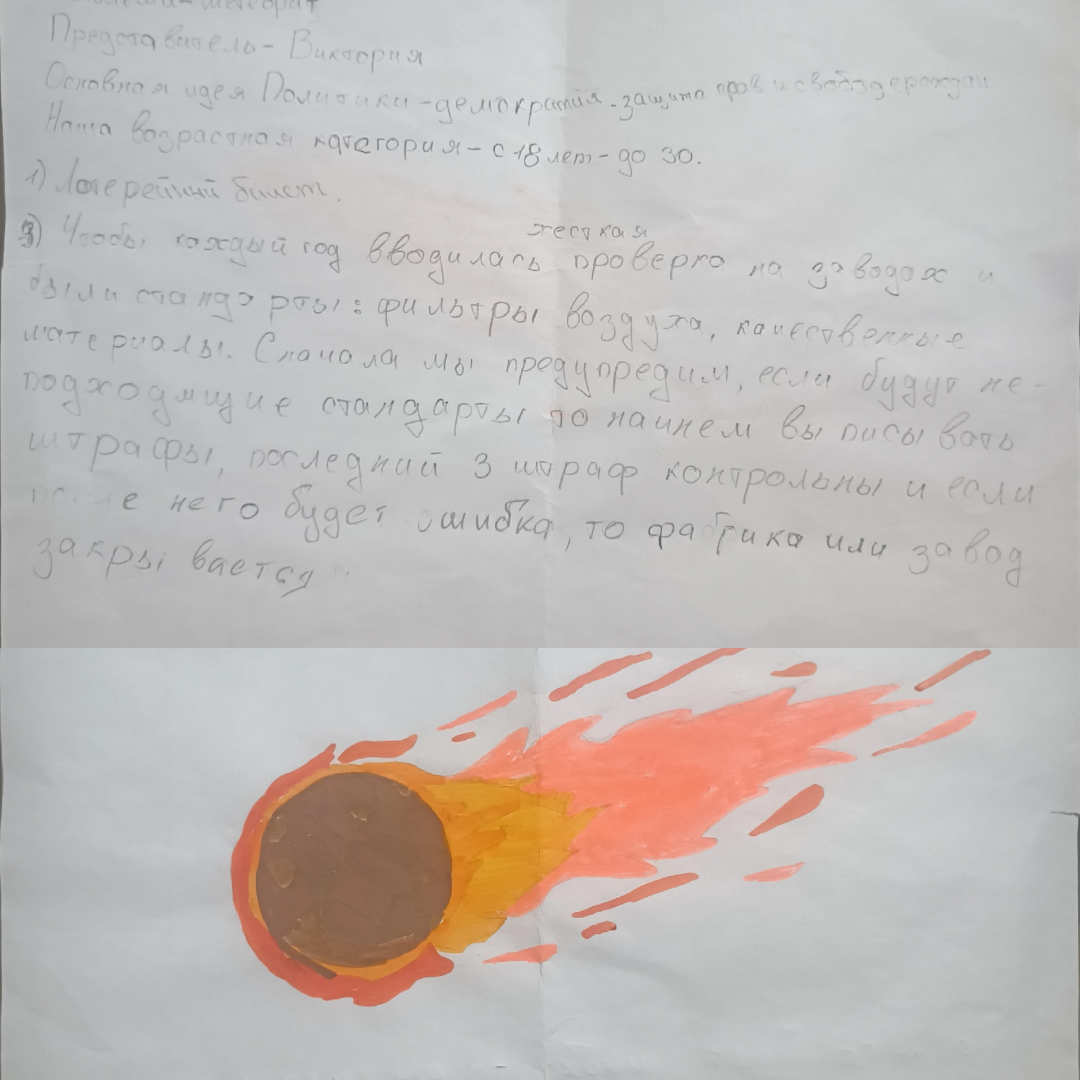 метеорит
Представитель - Виктория
Основная идея Политики - демократия - защита прав и свобод граждан
Наша возрастная категория - с 18 лет - до 30.
1) Лотерейний билет.
3) Чтобы каждый год вводилась жесткая проверка на заводах и
были стандарты: фильтры воздуха, качественные
материалы. Сначала мы предупредим, если будут не-
подходящие стандарты то начнем выписывать
штрафы, последний 3 штраф контрольны и если
после него будет ошибка, то фабрика или завод
закрывается